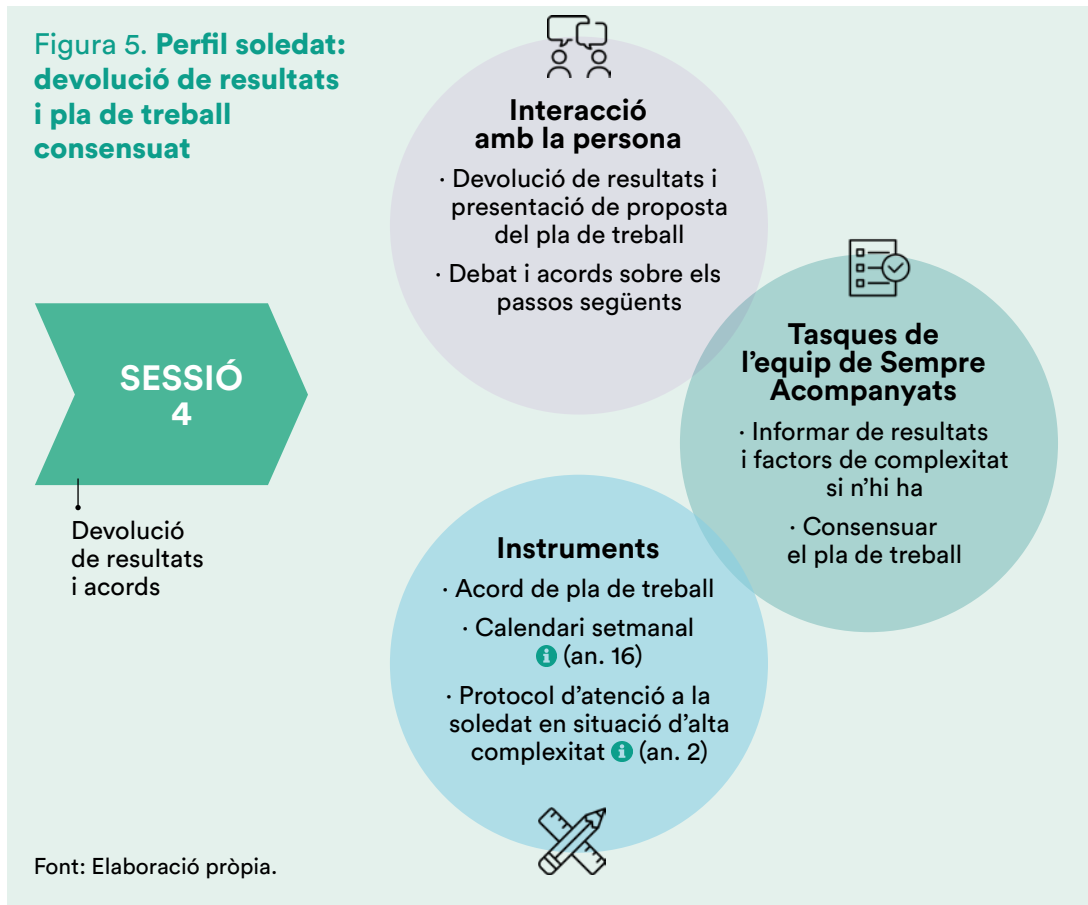 Figura 5. Perfil soledat:
devolució de resultats
i pla de treball
consensuat
SESSIÓ
4
Devolució
de resultats
i acords
Interacció
amb la persona
· Devolució de resultats i
presentació de proposta
del pla de treball
· Debat i acords sobre els
passos següents
Tasques de
l’equip de Sempre
Acompanyats
· Informar de resultats
i factors de complexitat
si n’hi ha
· Consensuar
el pla de treball
Instruments
· Acord de pla de treball
· Calendari setmanal
i (an. 16)
· Protocol d’atenció a la
soledat en situació d’alta
complexitat i (an. 2)
Font: Elaboració pròpia.